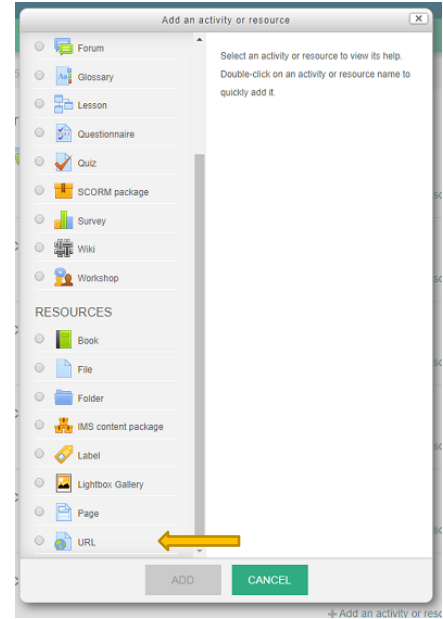 Add an activity or resource
Forum
Glossary
Lesson
Questionnaire
Quiz
SCORM package
Survey
Wiki
Workshop
RESOURCES
Book
File
Folder
IMS content package
Label
Lightbox Gallery
Page
URL
Select an activity or resource to view its help.
Double-click on an activity or resource name to
quickly add it.
ADD
CANCEL
+ Add an activity or reso